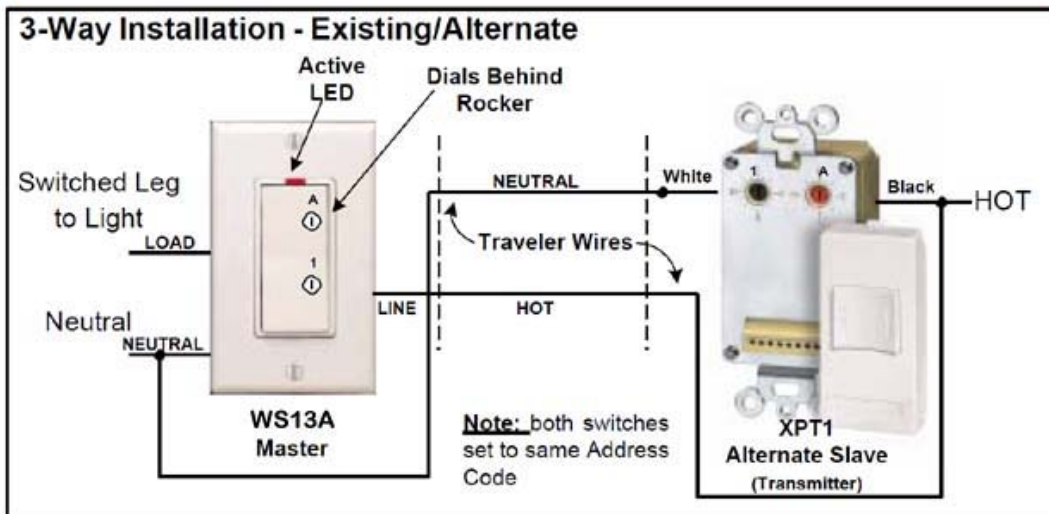 3-Way Installation - Existing/Alternate
Active
LED
Dials Behind
Rocker
Switched Leg
to Light
LOAD
A
1
Neutral
NEUTRAL
WS13A
Master
LINE
NEUTRAL
Traveler Wires
HOT
Note: both switches
set to same Address
Code
White
1
A
Black
HOT
XPT1
Alternate Slave
(Transmitter)